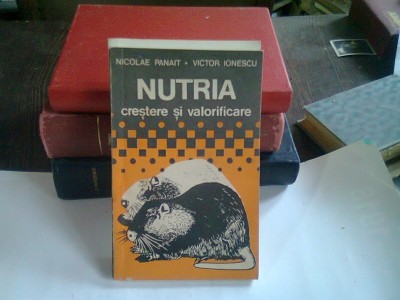 NICOLAE PANAIT • VICTOR IONESCU
NUTRIA
creştere şi valorificare